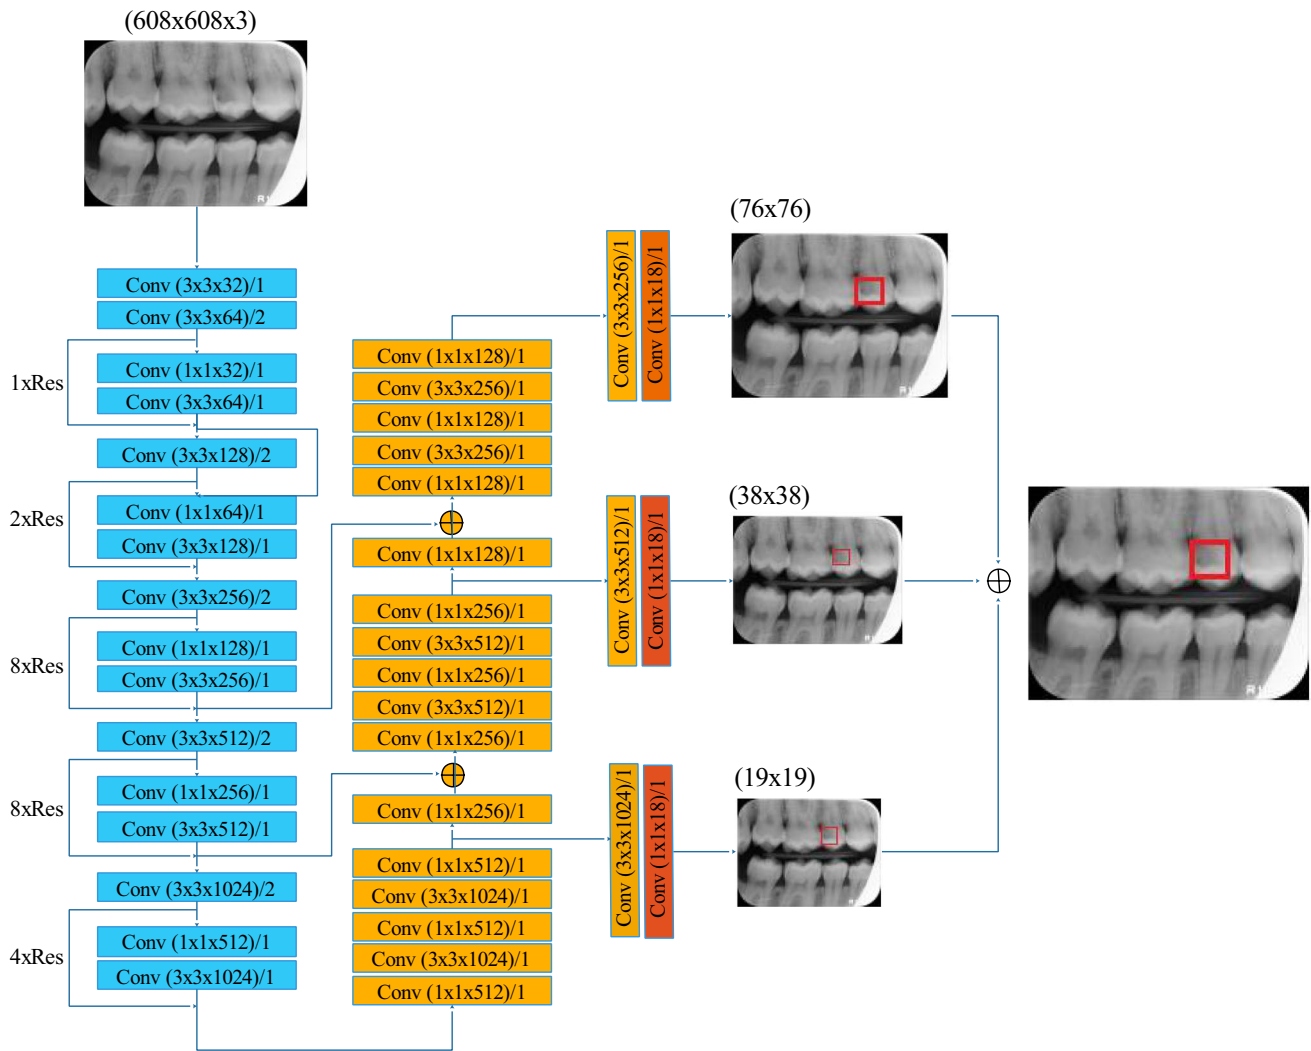 (608x608x3)
Conv (3x3x32)/1
Conv (3x3x64)/2
1xRes
Conv (1x1x32)/1
Conv (3x3x64)/1
Conv (3x3x128)/2
2xRes
Conv (1x1x64)/1
Conv (3x3x128)/1
Conv (3x3x256)/2
8xRes
Conv (1x1x128)/1
Conv (3x3x256)/1
Conv (3x3x512)/2
8xRes
Conv (1x1x256)/1
Conv (3x3x512)/1
Conv (3x3x1024)/2
4xRes
Conv (1x1x512)/1
Conv (3x3x1024)/1
Conv (1x1x128)/1
Conv (3x3x256)/1
Conv (1x1x128)/1
Conv (3x3x256)/1
Conv (1x1x128)/1
Conv (1x1x128)/1
Conv (1x1x256)/1
Conv (3x3x512)/1
Conv (1x1x256)/1
Conv (3x3x512)/1
Conv (1x1x256)/1
Conv (1x1x256)/1
Conv (1x1x512)/1
Conv (3x3x1024)/1
Conv (1x1x512)/1
Conv (3x3x1024)/1
Conv (1x1x512)/1
Conv (3x3x256)/1
Conv (1x1x18)/1
(76x76)
Conv (3x3x512)/1
Conv (1x1x18)/1
(38x38)
Conv (3x3x1024)/1
Conv (1x1x18)/1
(19x19)